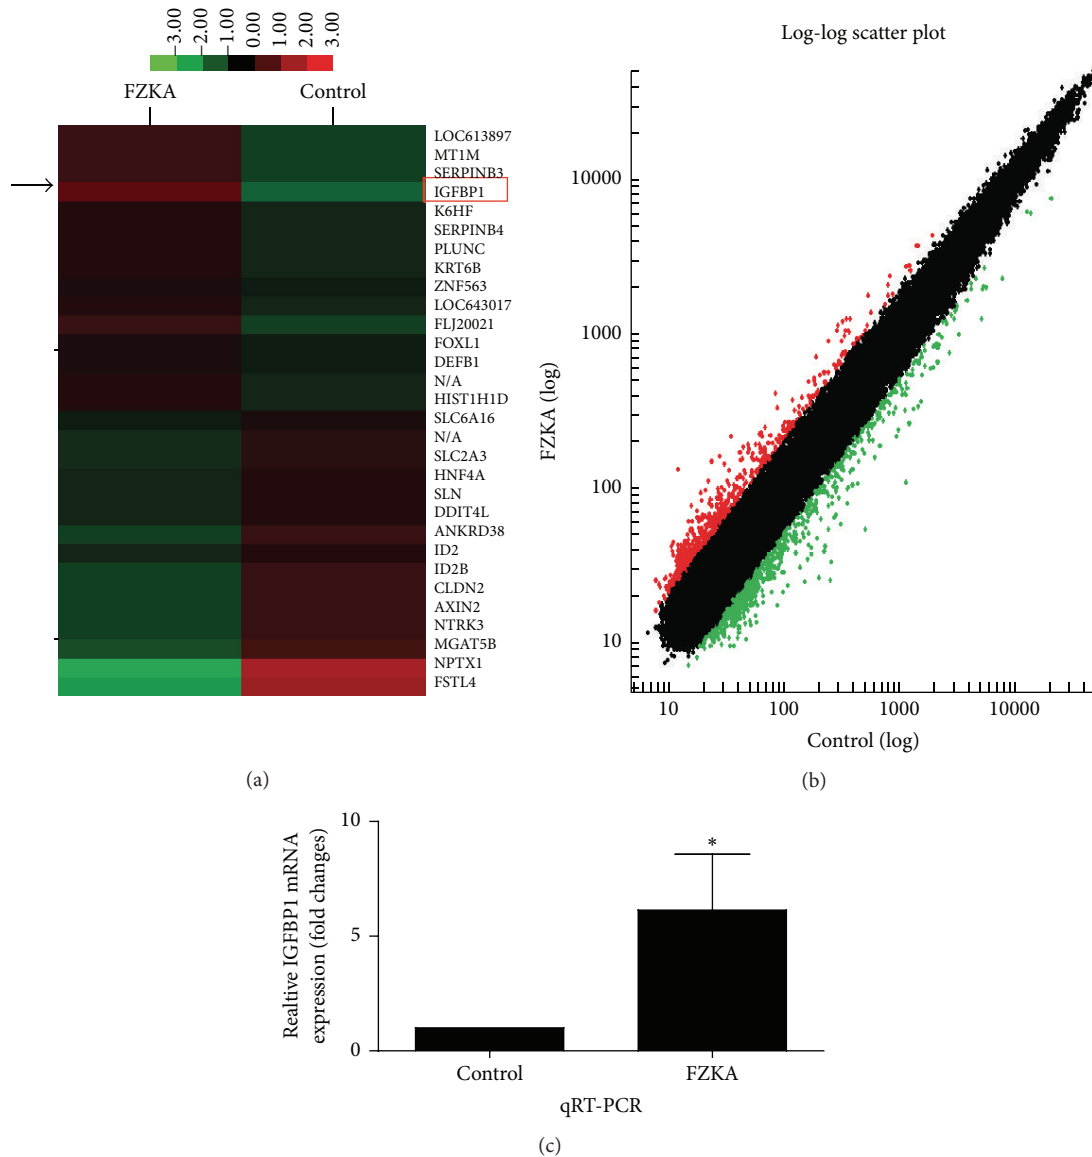 −3.00
−2.00
−1.00
0.00
1.00
2.00
3.00
FZKA
Control
LOC613897
MT1M
SERPINB3
IGFBP1
K6HF
SERPINB4
PLUNC
KRT6B
ZNF563
LOC643017
FLJ20021
FOXL1
DEFB1
N/A
HIST1H1D
SLC6A16
N/A
SLC2A3
HNF4A
SLN
DDIT4L
ANKRD38
ID2
ID2B
CLDN2
AXIN2
NTRK3
MGAT5B
NPTX1
FSTL4
(a)
Log-log scatter plot
FZKA (log)
10000
1000
100
10
10
100
1000
10000
Control (log)
(b)
Realtive IGFBP1 mRNA
expression (fold changes)
10
5
0
*
Control
FZKA
qRT-PCR
(c)